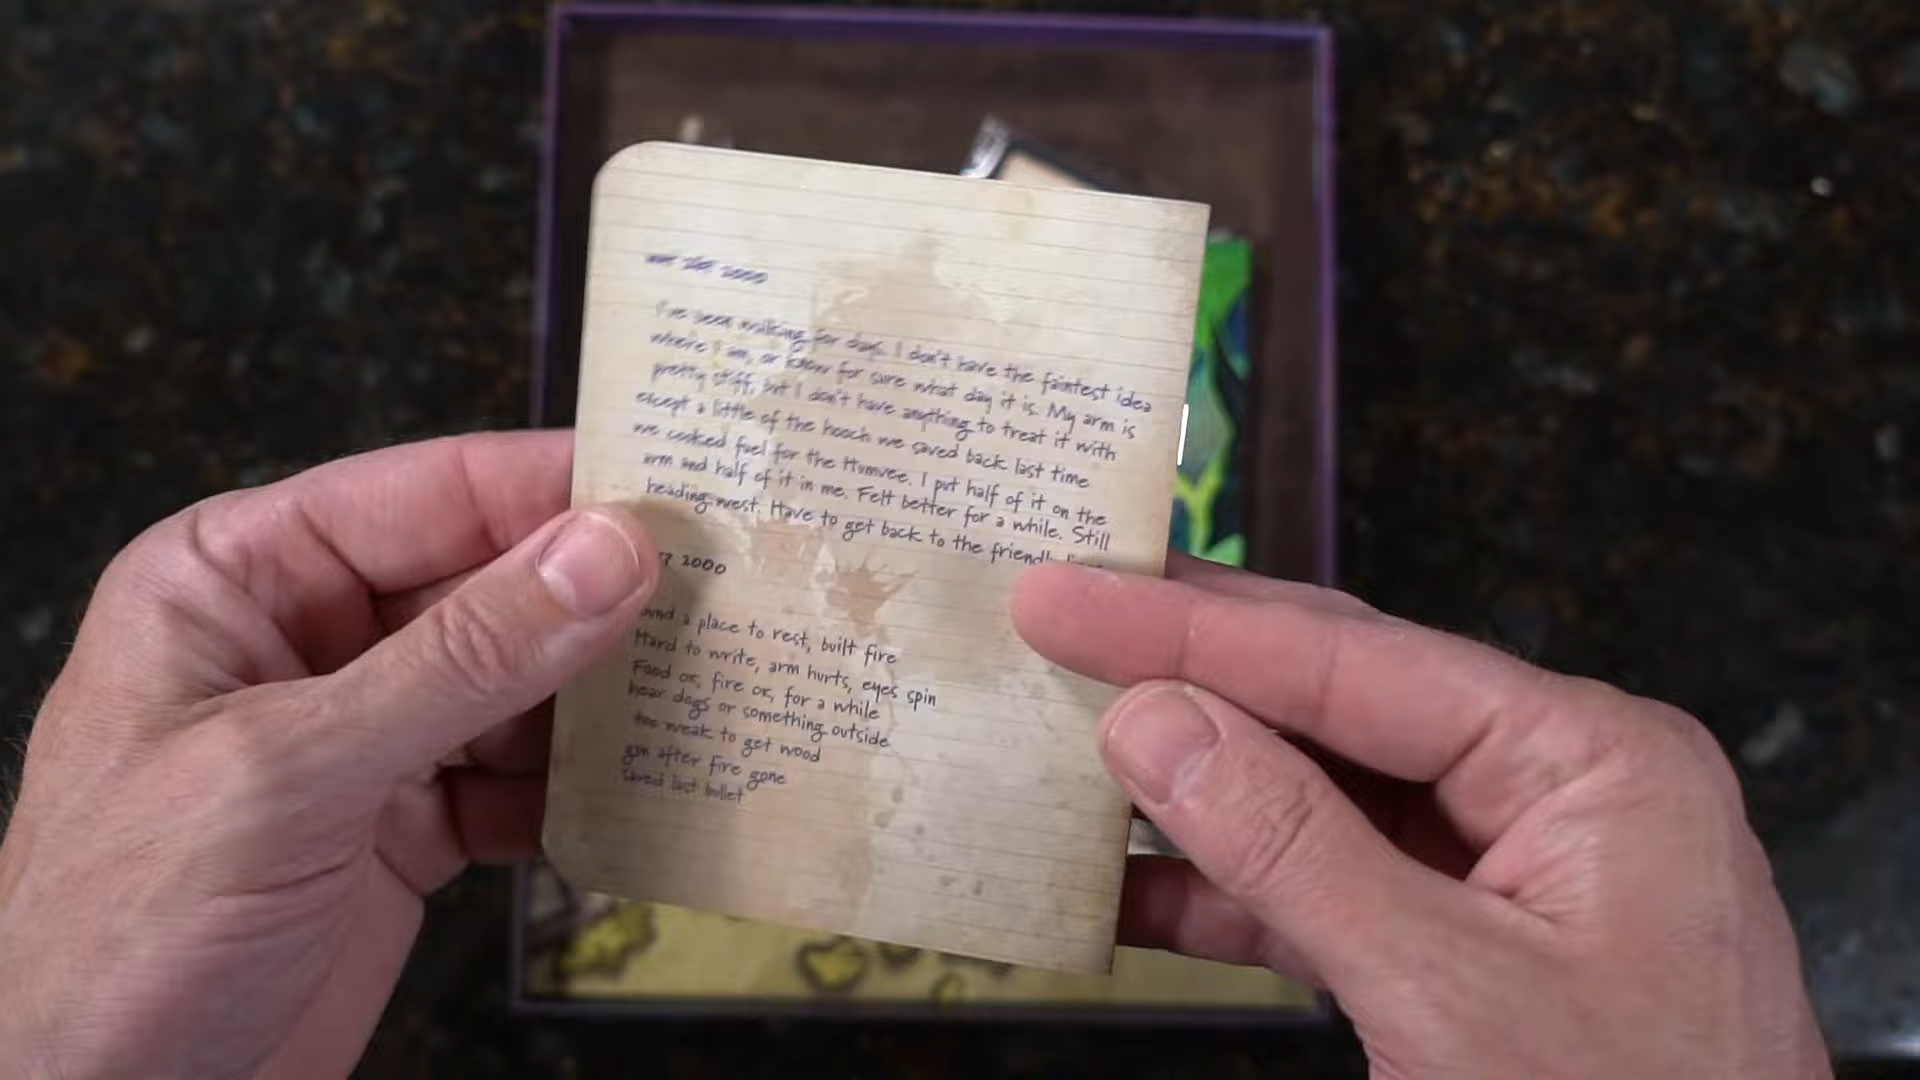 2000
I've been walking for days. I don't have the faintest idea
where I am, or know for sure what day it is. My arm is
pretty stiff, but I don't have anything to treat it with
except a little of the hooch we saved back last time
we cooked fuel for the Humvee. I put half of it on the
arm and half of it in me. Felt better for a while. Still
heading west. Have to get back to the friendly
2000
a place to rest, built fire
Hard to write, arm hurts, eyes spin
Food ok, fire ok, for a while
hear dogs or something outside
too weak to get wood
gon after fire gone
saved last bullet